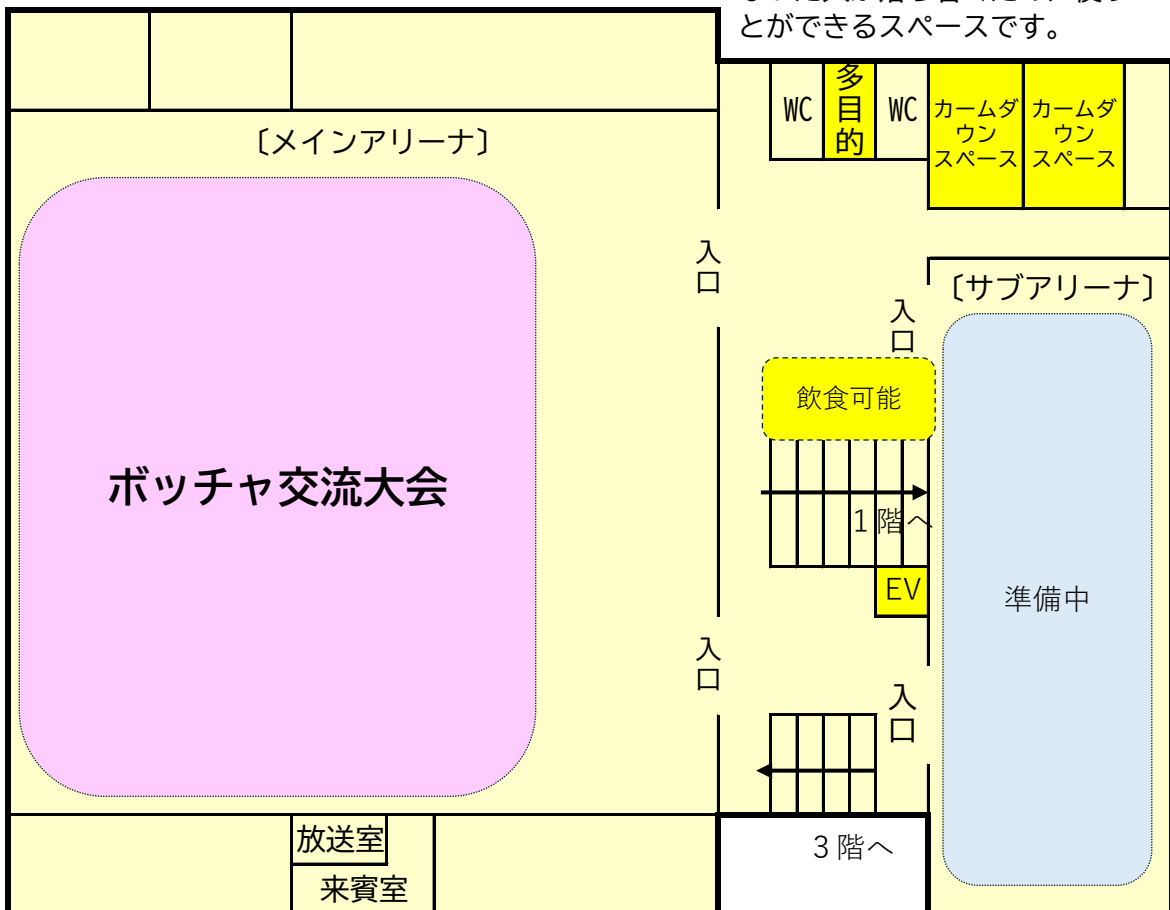 とができるスペースです。
WC
多目的
WC
カームダ
ウン
スペース
カームダ
ウン
スペース
〔メインアリーナ〕
入口
〔サブアリーナ〕
入口
飲食可能
ボッチャ交流大会
1階へ
EV
準備中
入口
入口
放送室
3階へ
来賓室